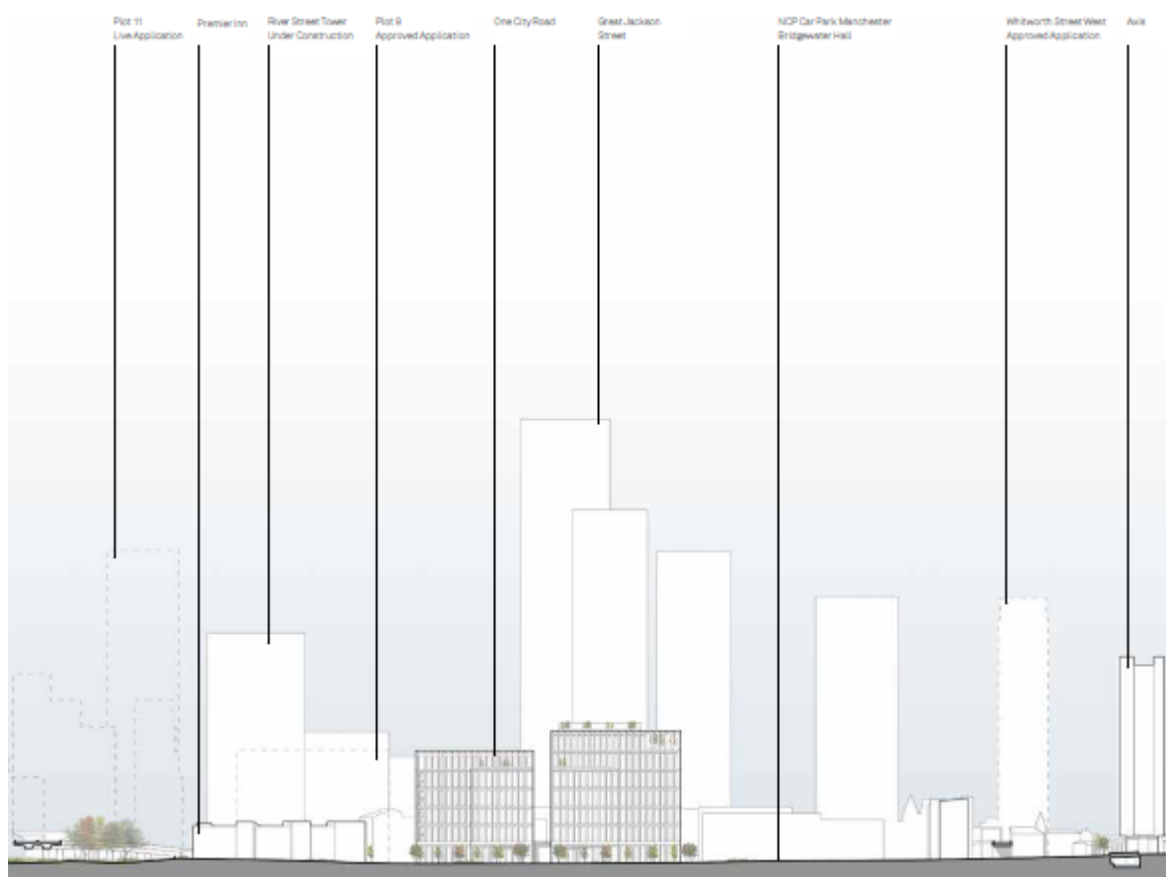 Plot 11
Live Application
Premier Inn
River Street Tower
Under Construction
Plot 9
Approved Application
One City Road
Great Jackson
Street
NCP Car Park Manchester
Bridgewater Hall
Whitworth Street West
Approved Application
Axis